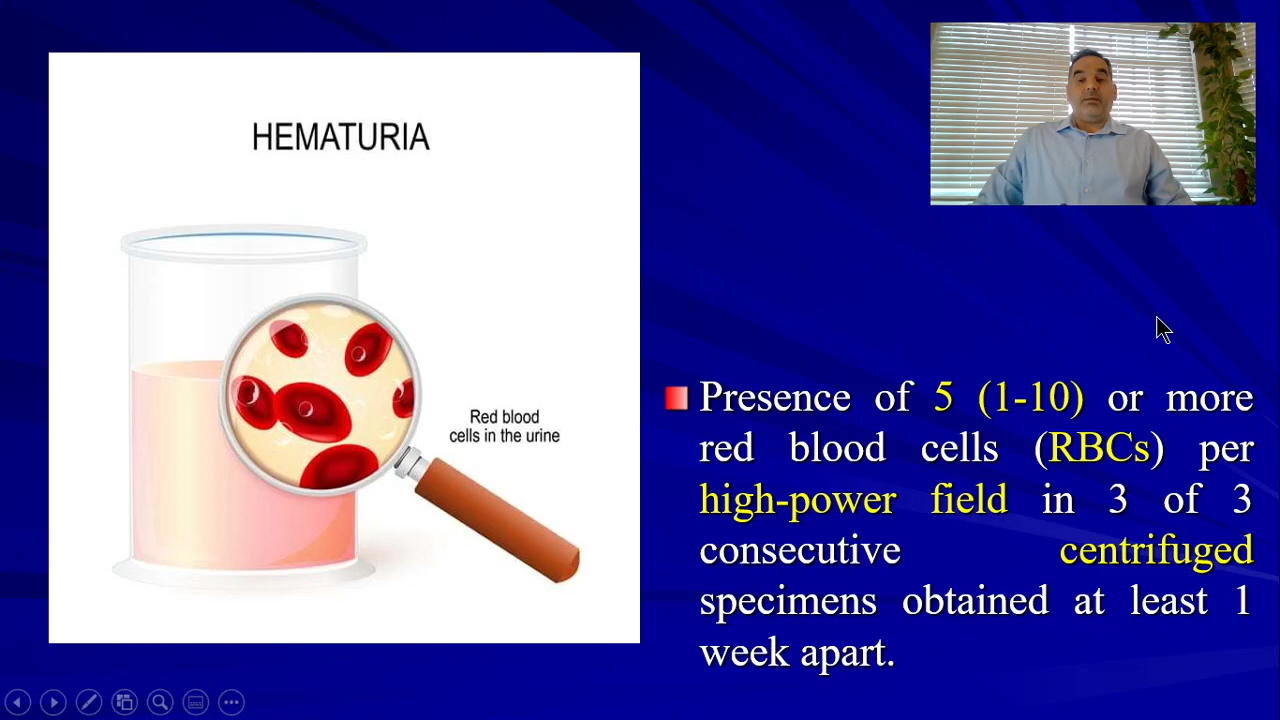 HEMATURIA
Red blood
cells in the urine
Presence of 5 (1-10) or more
red blood cells (RBCs) per
high-power field in 3 of 3
consecutive centrifuged
specimens obtained at least 1
week apart.